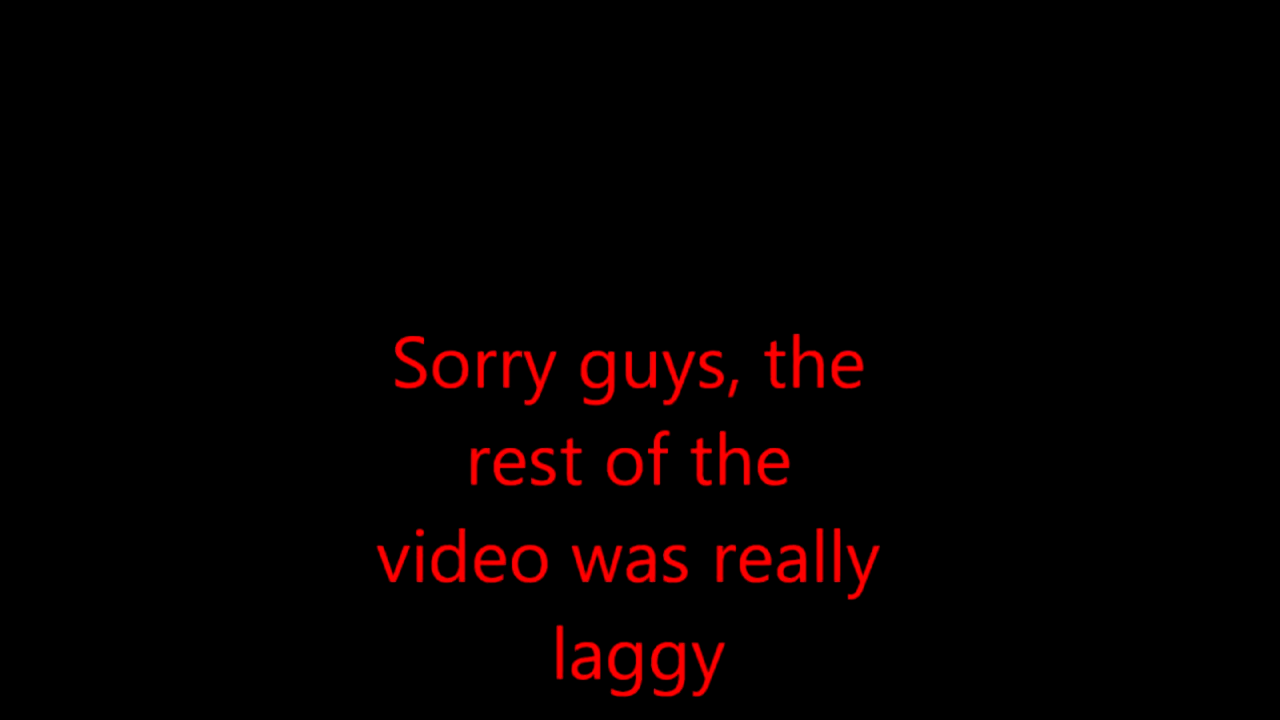 Sorry guys, the
rest of the
video was really
laggy